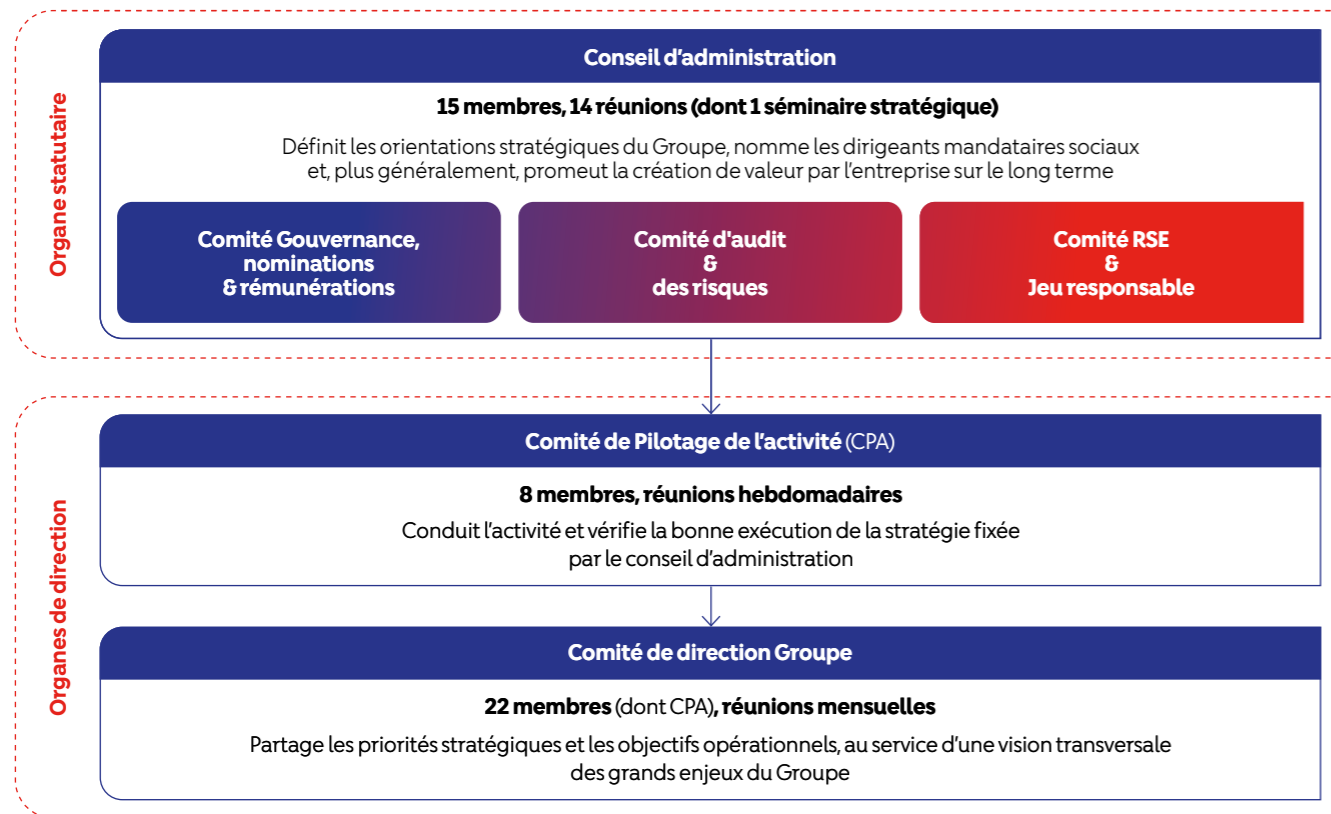 Organe statutaire
Conseil d'administration
15 membres, 14 réunions (dont 1 séminaire stratégique)
Définit les orientations stratégiques du Groupe, nomme les dirigeants mandataires sociaux
et, plus généralement, promeut la création de valeur par l'entreprise sur le long terme
Comité Gouvernance,
nominations
& rémunérations
Comité d'audit
&
des risques
Comité RSE
&
Jeu responsable
Organes de direction
Comité de Pilotage de l'activité (CPA)
8 membres, réunions hebdomadaires
Conduit l'activité et vérifie la bonne exécution de la stratégie fixée
par le conseil d'administration
Comité de direction Groupe
22 membres (dont CPA), réunions mensuelles
Partage les priorités stratégiques et les objectifs opérationnels, au service d'une vision transversale
des grands enjeux du Groupe